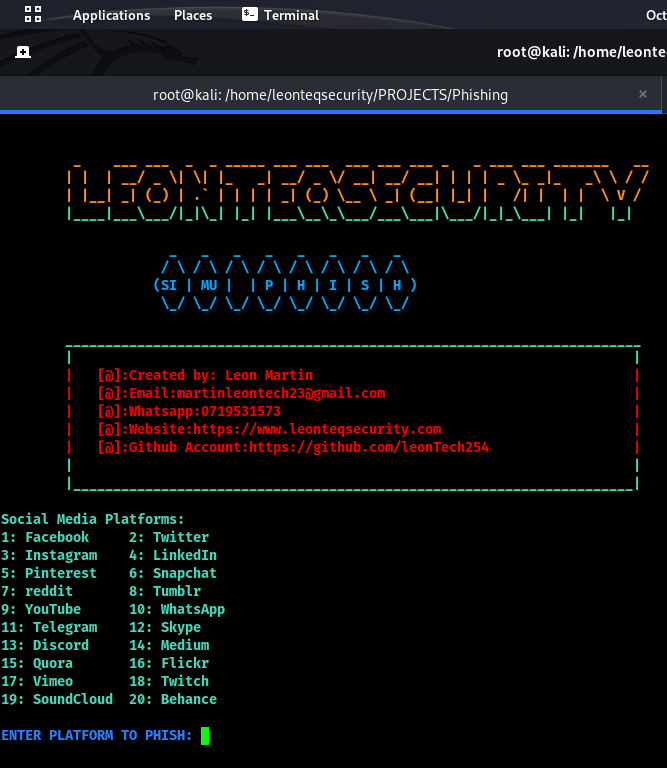 Applications Places Terminal Oct
root@kali: /home/leonte
root@kali: /home/leonteqsecurity/PROJECTS/Phishing ×
LEONTEQSECURITY
(SI | MU | | P | H | I | S | H )
[@]:Created by: Leon Martin
[@]:Email:martinleontech23@gmail.com
[@]:Whatsapp:0719531573
[@]:Website:https://www.leonteqsecurity.com
[@]:Github Account:https://github.com/leonTech254
Social Media Platforms:
1: Facebook 2: Twitter
3: Instagram 4: LinkedIn
5: Pinterest 6: Snapchat
7: reddit 8: Tumblr
9: YouTube 10: WhatsApp
11: Telegram 12: Skype
13: Discord 14: Medium
15: Quora 16: Flickr
17: Vimeo 18: Twitch
19: SoundCloud 20: Behance
ENTER PLATFORM TO PHISH: